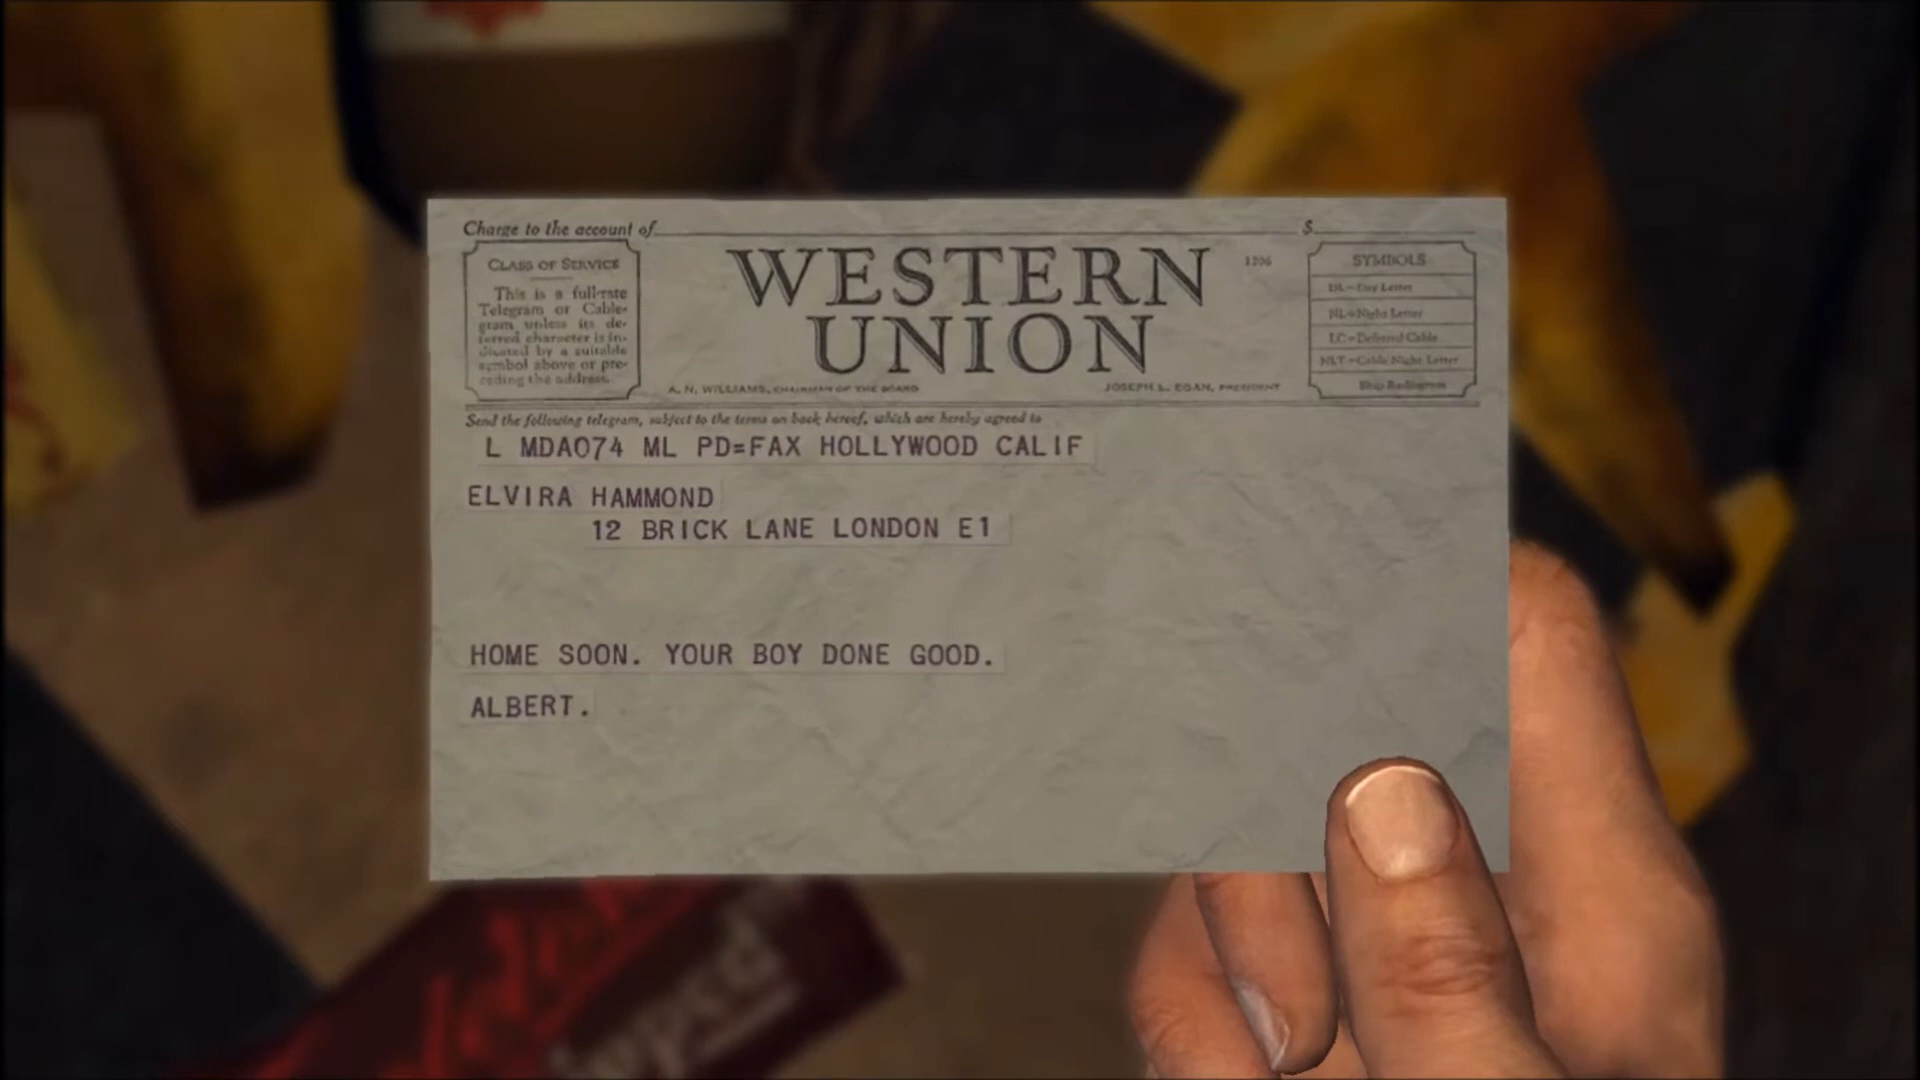 Charge to the account of $
CLASS OF SERVICE
This is a full-rate
Telegram or Cable-
gram unless its de-
ferred character is in-
dicated by a suitable
symbol above or pre-
ceding the address.
WESTERN
UNION
1206
A. N. WILLIAMS, CHAIRMAN OF THE BOARD
JOSEPH L. EGAN, PRESIDENT
SYMBOLS
DL=Day Letter
NL=Night Letter
LC=Deferred Cable
NLT=Cable Night Letter
Ship Radiogram
Send the following telegram, subject to the terms on back hereof, which are hereby agreed to
L MDA074 ML PD=FAX HOLLYWOOD CALIF
ELVIRA HAMMOND
12 BRICK LANE LONDON E1
HOME SOON. YOUR BOY DONE GOOD.
ALBERT.